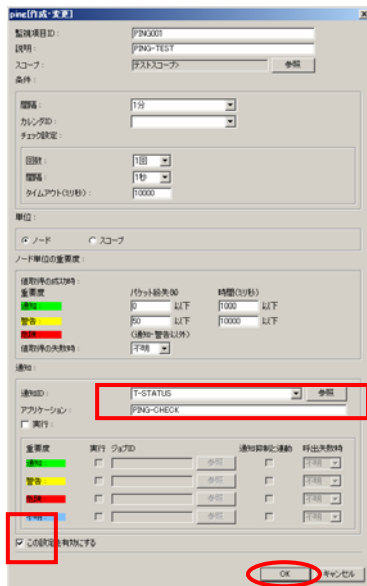 ping[作成・変更]
監視項目ID： PING001
説明： PING-TEST
スコープ： テストスコープ> 参照
条件：
間隔： 1分
カレンダID：
チェック設定：
回数： 1回
間隔： 1秒
タイムアウト(ミリ秒)： 10000
単位：
ノード スコープ
ノード単位の重要度：
値取得の成功時：
重要度 パケット紛失(%) 時間(ミリ秒)
通知： 0 以下 1000 以下
警告： 50 以下 10000 以下
危険： (通知・警告以外)
値取得の失敗時： 不明
通知：
通知ID： T-STATUS 参照
アプリケーション： PING-CHECK
実行：
重要度 実行 ジョブID 通知抑制と連動 呼出失敗時
通知： 参照 不明
警告： 参照 不明
危険： 参照 不明
不明： 参照 不明
この設定を有効にする
OK キャンセル